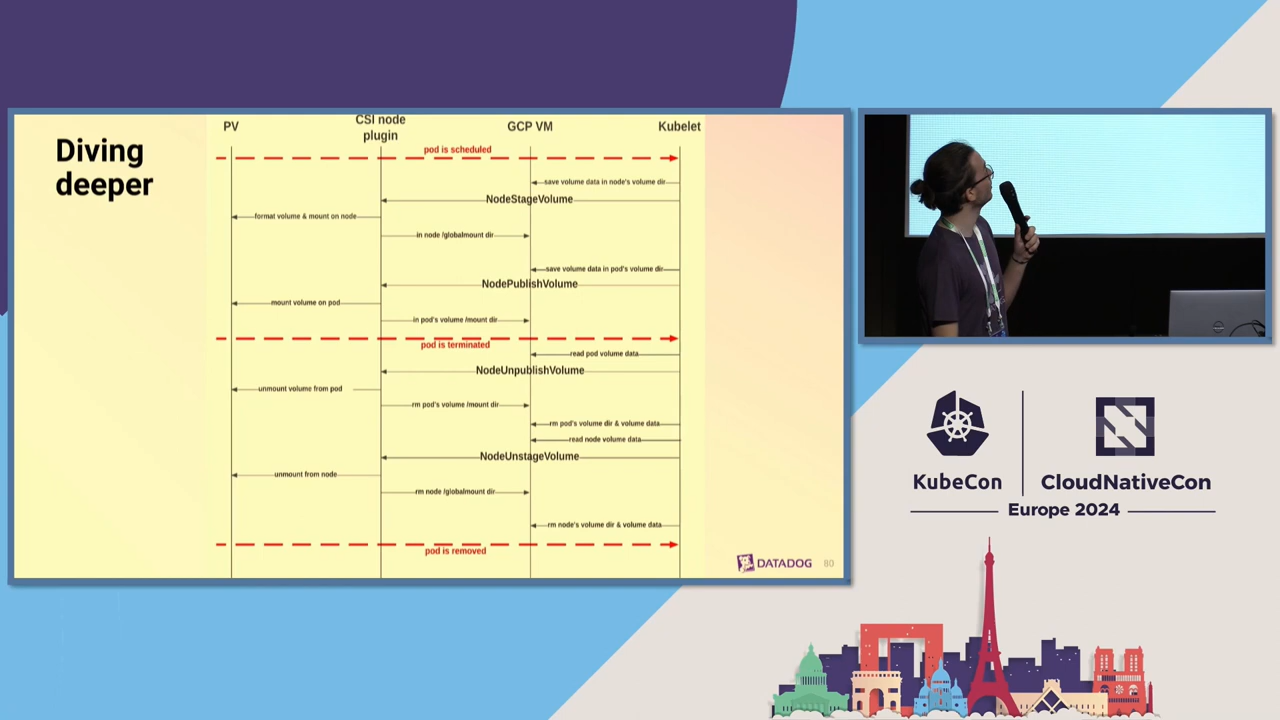 Diving
deeper
PV
CSI node
plugin
GCP VM
Kubelet
pod is scheduled
save volume data in node's volume dir
NodeStageVolume
format volume & mount on node
in node /globalmount dir
save volume data in pod's volume dir
NodePublishVolume
mount volume on pod
in pod's volume /mount dir
pod is terminated
read pod volume data
NodeUnpublishVolume
unmount volume from pod
rm pod's volume /mount dir
rm pod's volume dir & volume data
read node volume data
NodeUnstageVolume
unmount from node
rm node /globalmount dir
rm node's volume dir & volume data
pod is removed
DATADOG
80
KubeCon
CloudNativeCon
Europe 2024